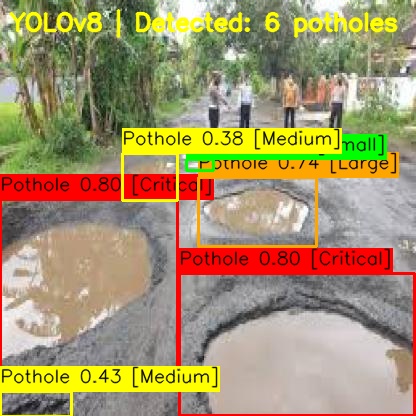 YOLOv8 | Detected: 6 potholes
Pothole 0.38 [Medium]
mall]
Pothole 0.74 [Large]
Pothole 0.80 [Critical]
Pothole 0.80 [Critical]
Pothole 0.43 [Medium]